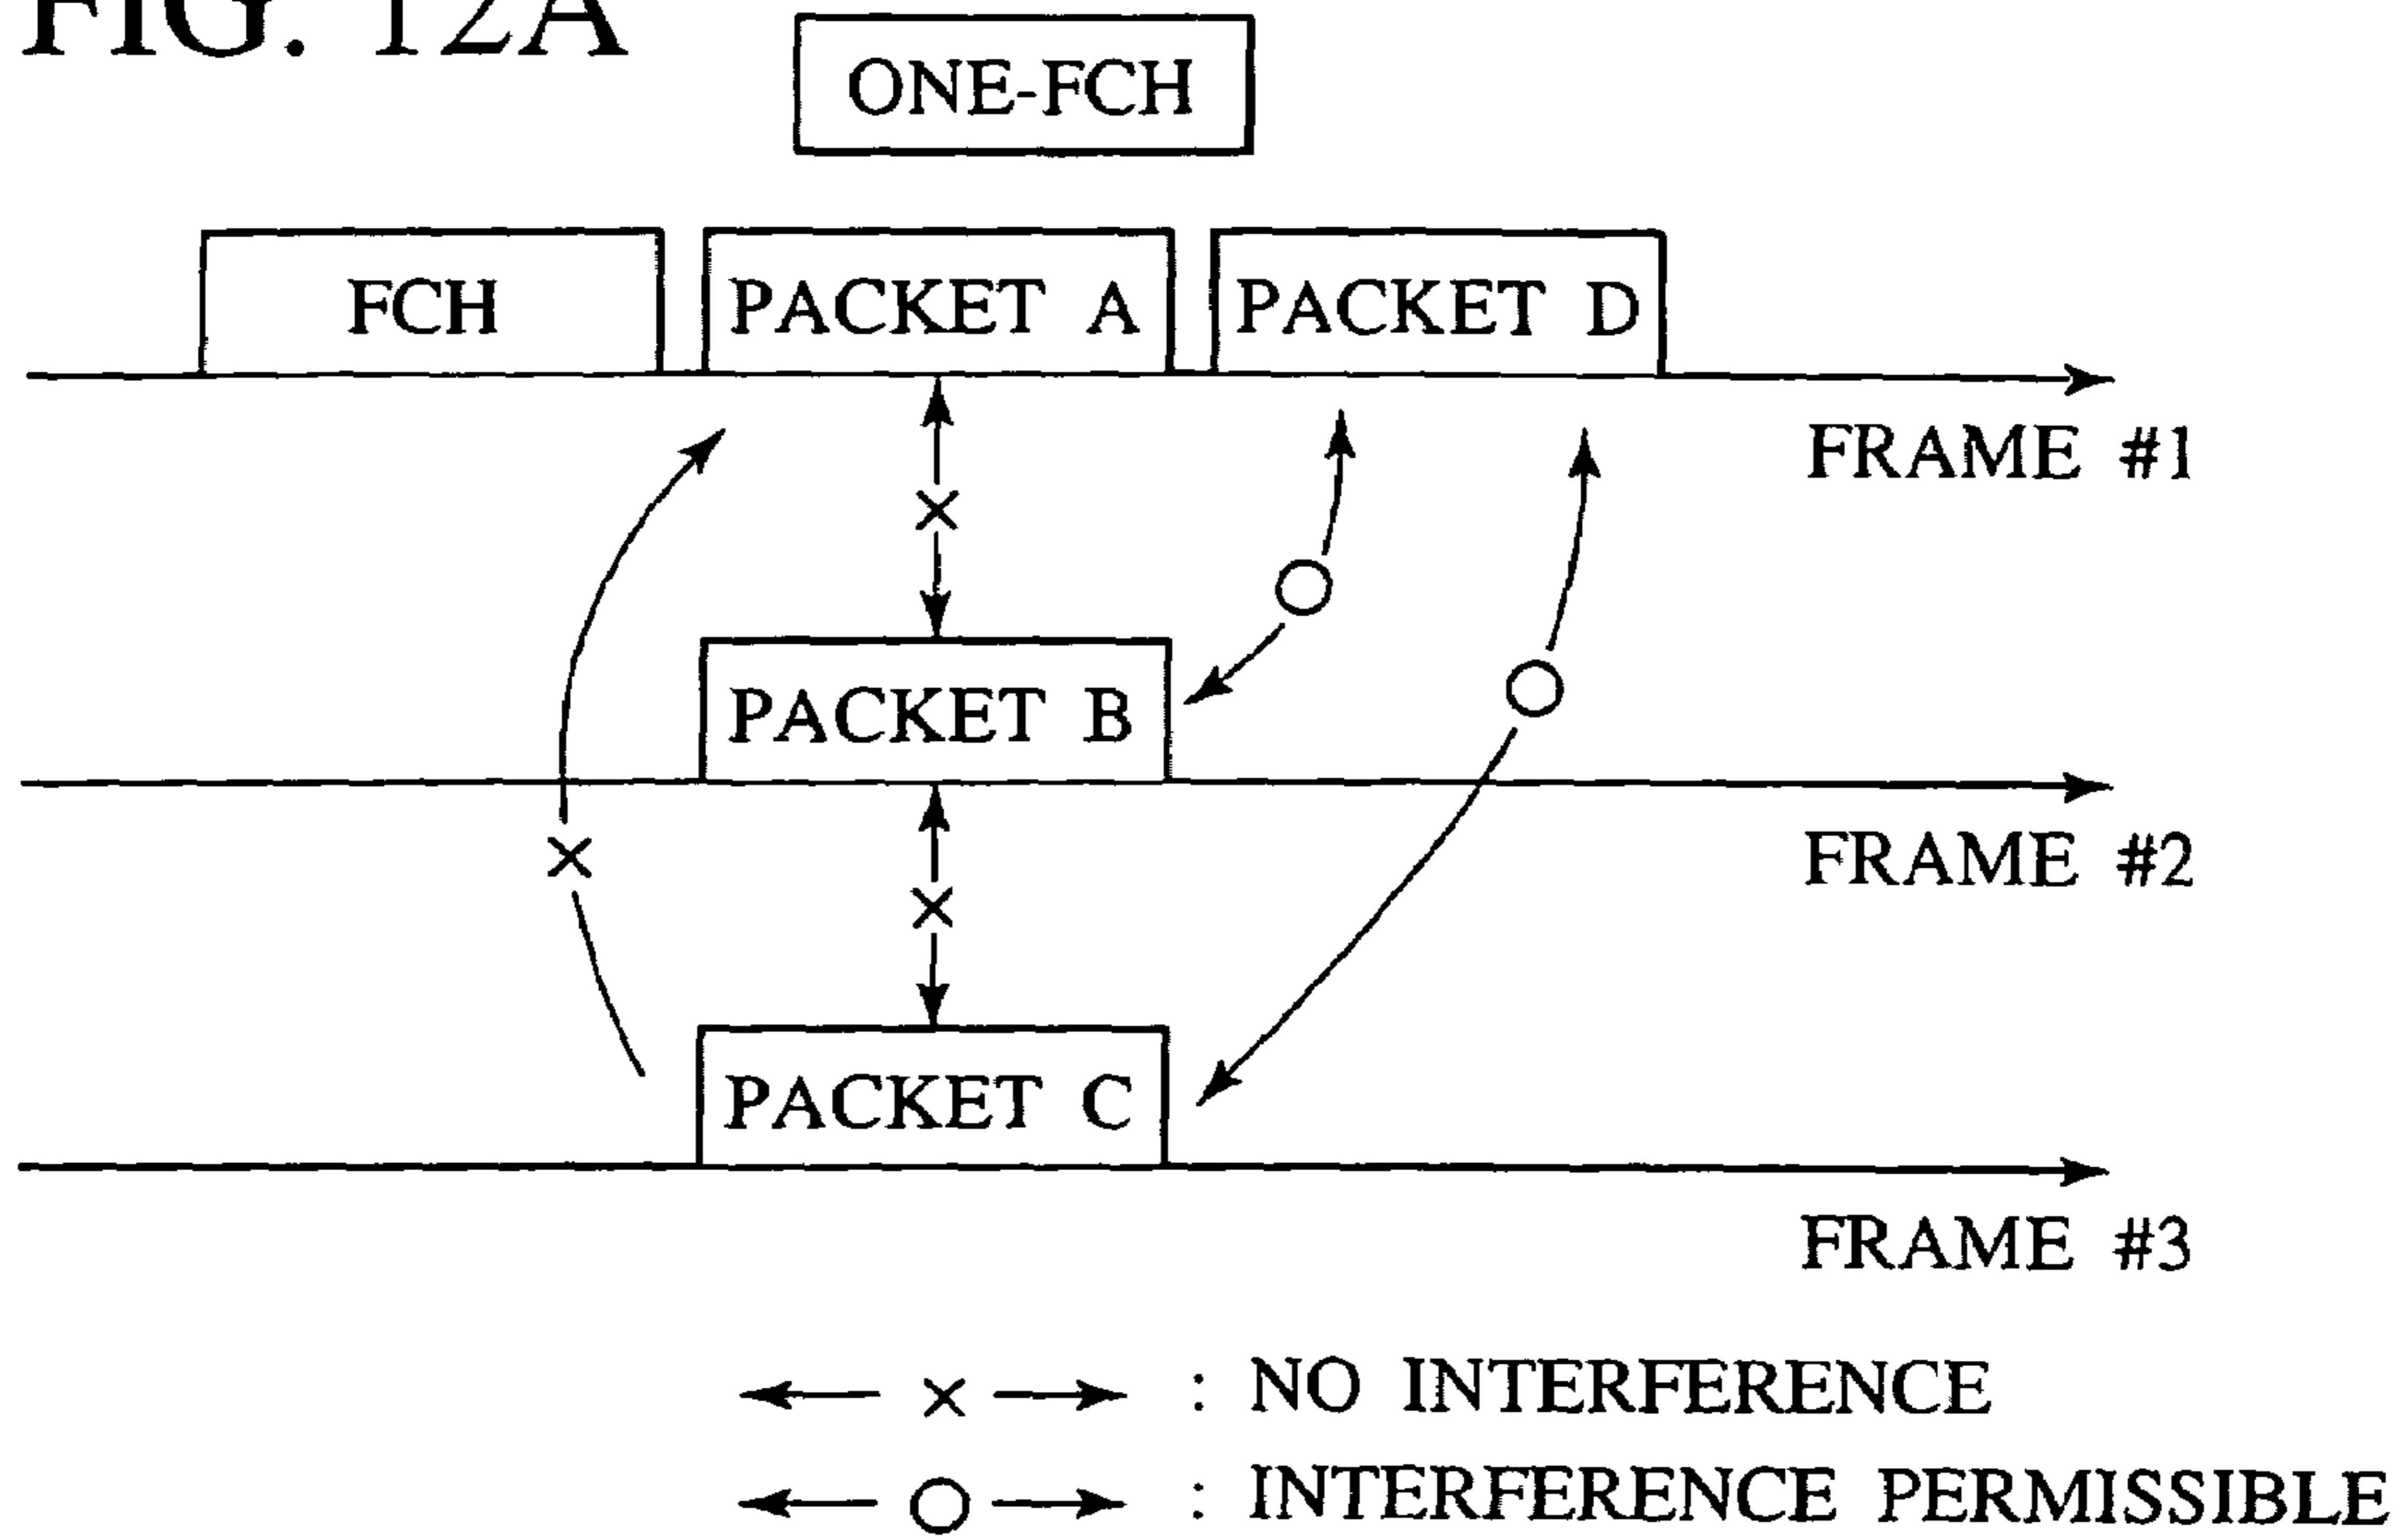 FIG. 12A
ONE-FCH
FCH
PACKET A
PACKET D
FRAME #1
×
○
○
PACKET B
FRAME #2
×
×
PACKET C
FRAME #3
× : NO INTERFERENCE
○ : INTERFERENCE PERMISSIBLE